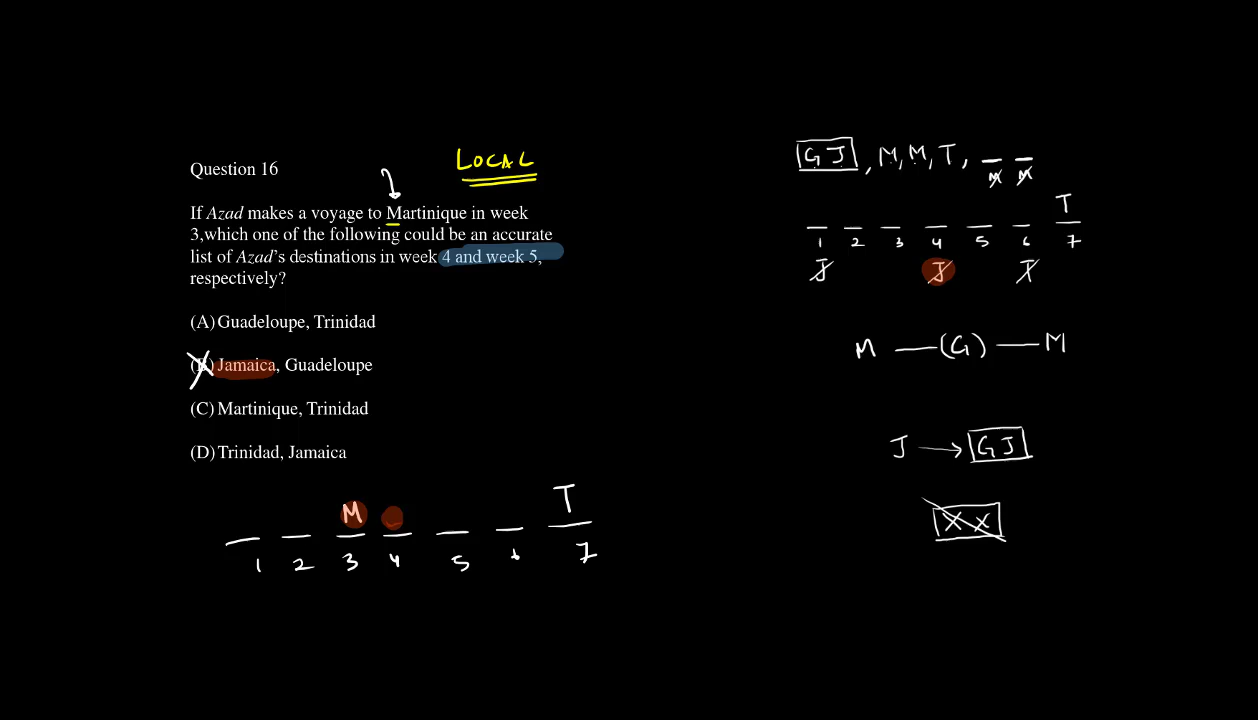 Question 16
LOCAL
If Azad makes a voyage to Martinique in week
3,which one of the following could be an accurate
list of Azad's destinations in week 4 and week 5,
respectively?
(A) Guadeloupe, Trinidad
(B) Jamaica, Guadeloupe
(C) Martinique, Trinidad
(D) Trinidad, Jamaica
M T
1 2 3 4 5 6 7
GJ, M, M, T,
M M
T
1 2 3 4 5 6 7
J J T
M — (G) — M
J → GJ
X X